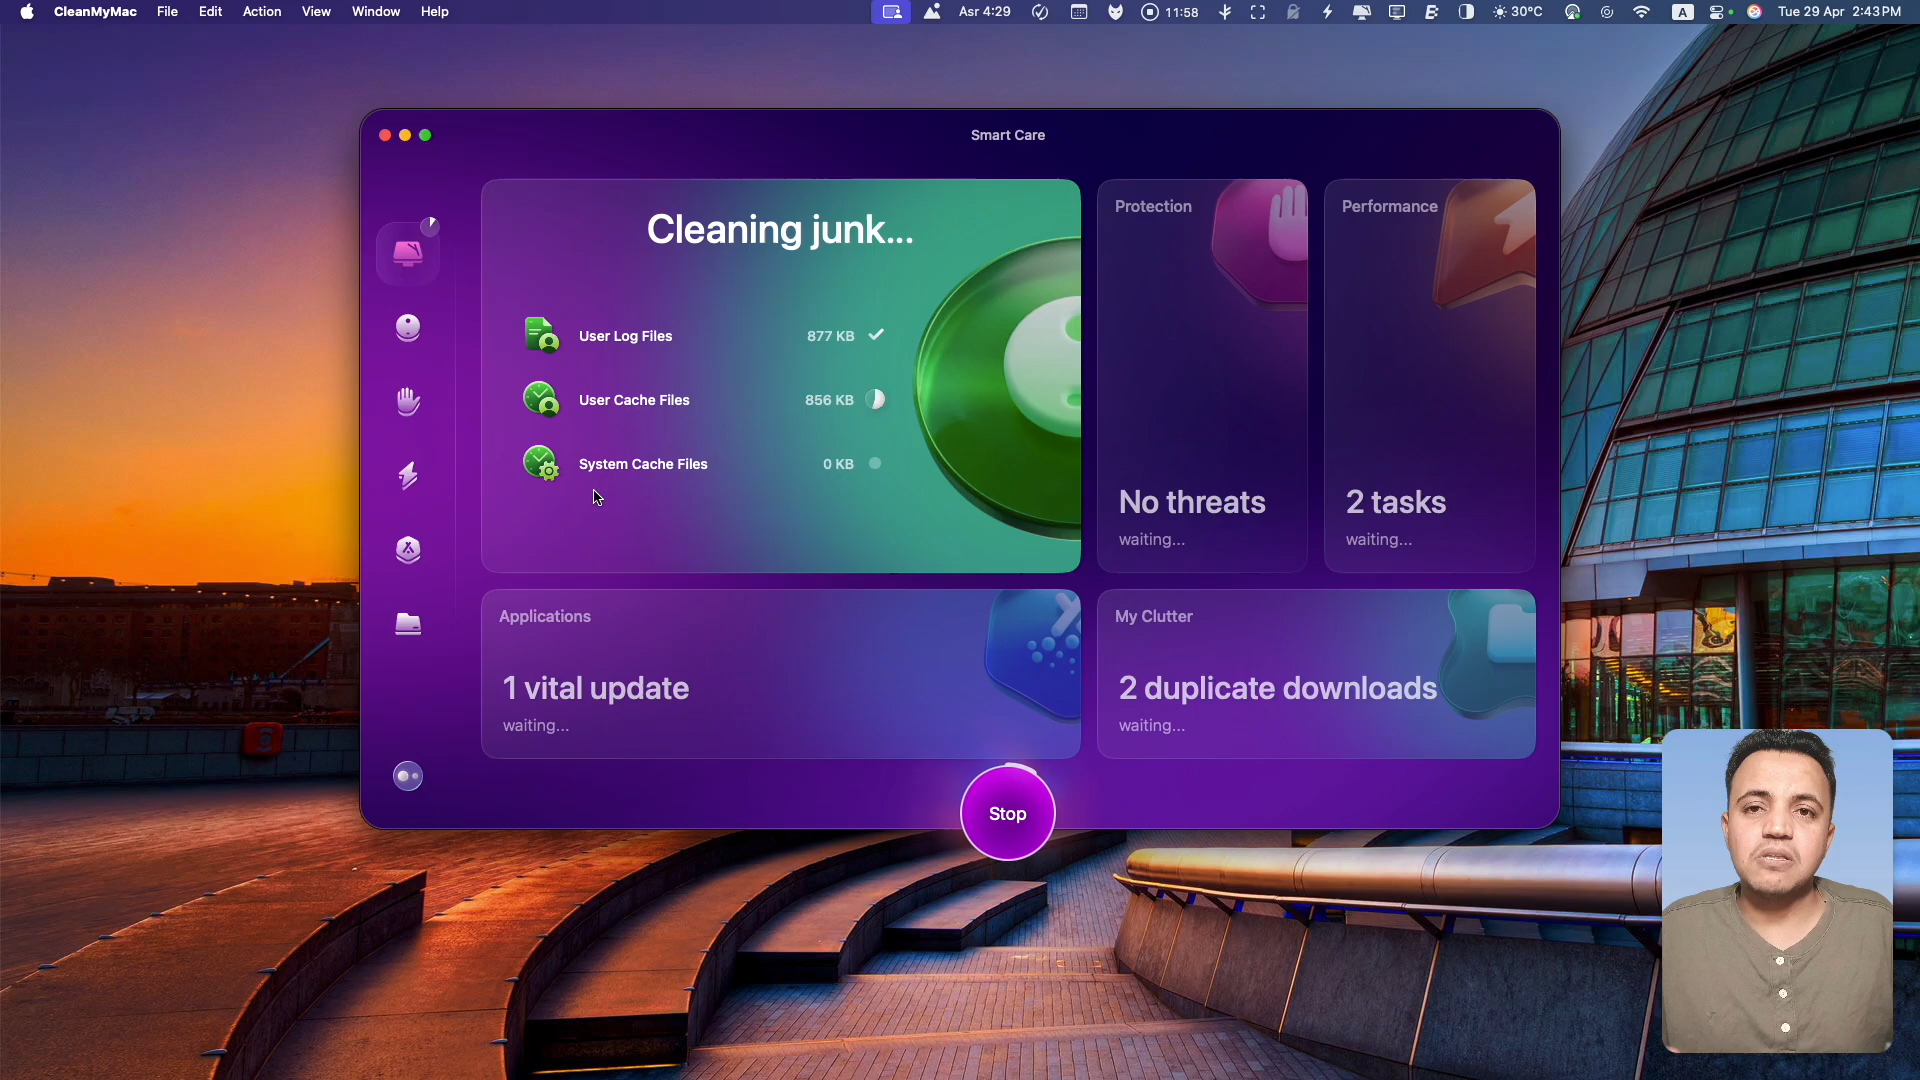 CleanMyMac File Edit Action View Window Help
Asr 4:29 11:58 30°C A Tue 29 Apr 2:43 PM
Smart Care
Cleaning junk...
User Log Files 877 KB
User Cache Files 856 KB
System Cache Files 0 KB
Protection
No threats
waiting...
Performance
2 tasks
waiting...
Applications
1 vital update
waiting...
My Clutter
2 duplicate downloads
waiting...
Stop